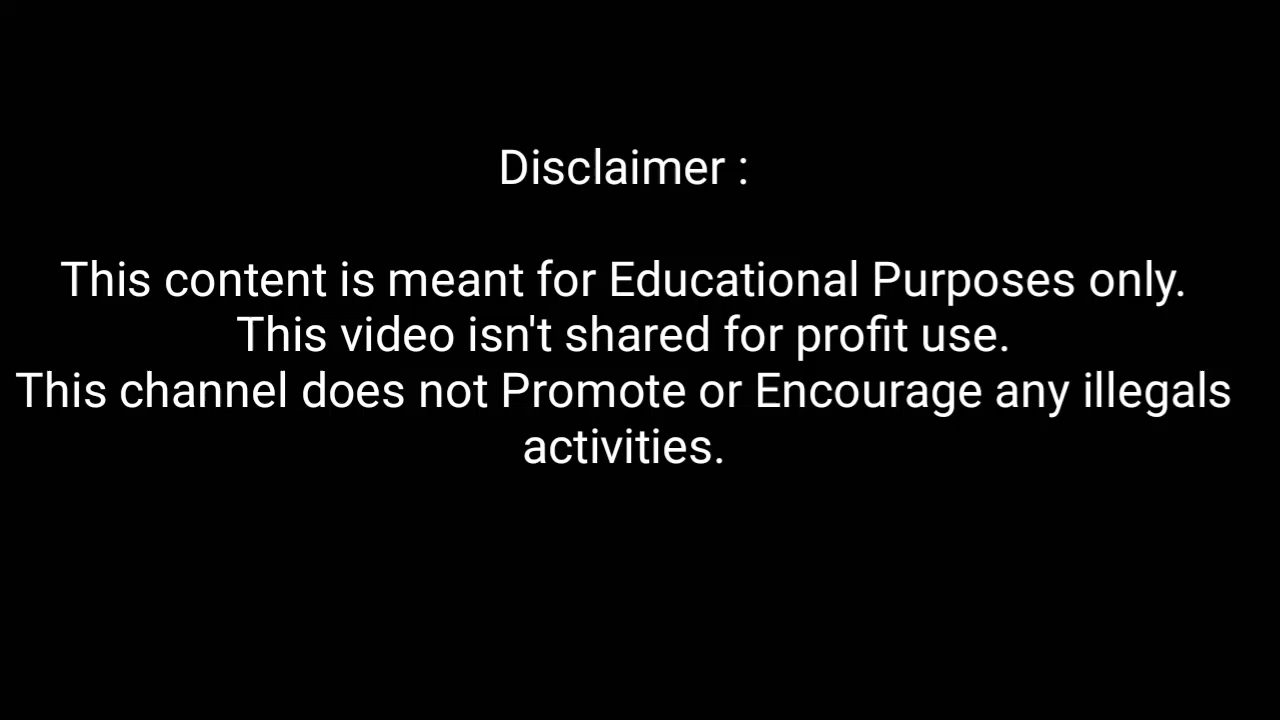 Disclaimer :
This content is meant for Educational Purposes only.
This video isn't shared for profit use.
This channel does not Promote or Encourage any illegals
activities.